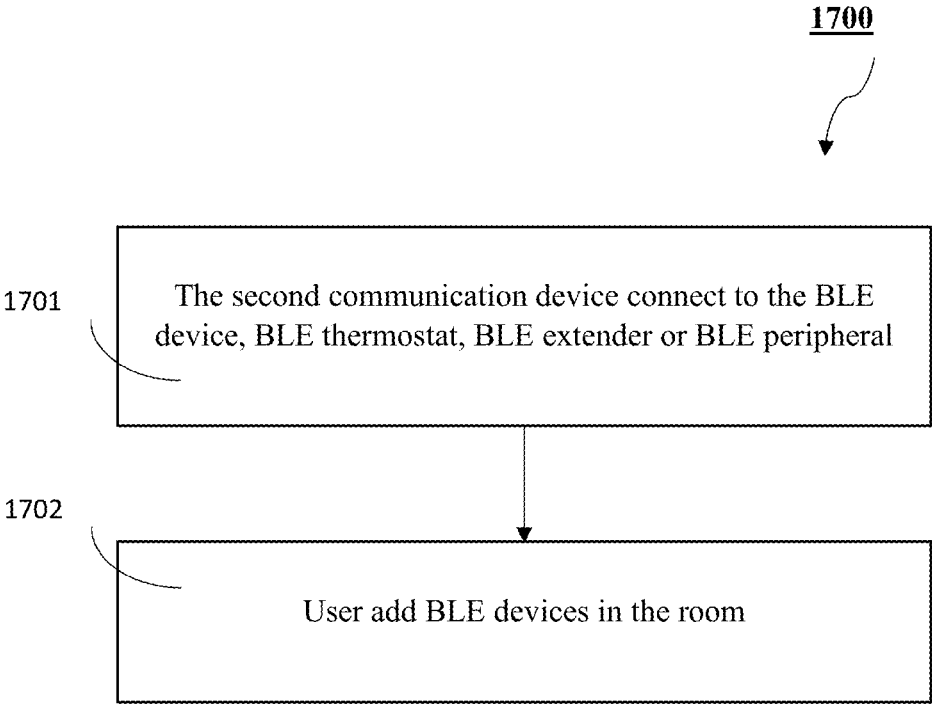 1700
1701
The second communication device connect to the BLE
device, BLE thermostat, BLE extender or BLE peripheral
1702
User add BLE devices in the room